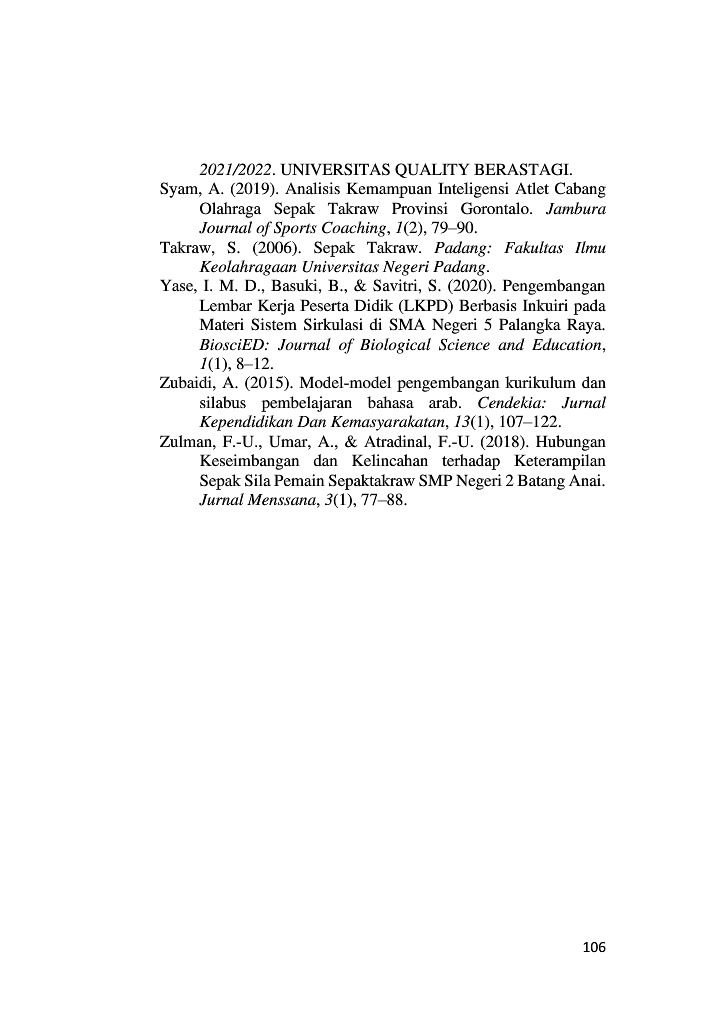 2021/2022. UNIVERSITAS QUALITY BERASTAGI.
Syam, A. (2019). Analisis Kemampuan Inteligensi Atlet Cabang
Olahraga Sepak Takraw Provinsi Gorontalo. Jambura
Journal of Sports Coaching, 1(2), 79–90.
Takraw, S. (2006). Sepak Takraw. Padang: Fakultas Ilmu
Keolahragaan Universitas Negeri Padang.
Yase, I. M. D., Basuki, B., & Savitri, S. (2020). Pengembangan
Lembar Kerja Peserta Didik (LKPD) Berbasis Inkuiri pada
Materi Sistem Sirkulasi di SMA Negeri 5 Palangka Raya.
BiosciED: Journal of Biological Science and Education,
1(1), 8–12.
Zubaidi, A. (2015). Model-model pengembangan kurikulum dan
silabus pembelajaran bahasa arab. Cendekia: Jurnal
Kependidikan Dan Kemasyarakatan, 13(1), 107–122.
Zulman, F.-U., Umar, A., & Atradinal, F.-U. (2018). Hubungan
Keseimbangan dan Kelincahan terhadap Keterampilan
Sepak Sila Pemain Sepaktakraw SMP Negeri 2 Batang Anai.
Jurnal Menssana, 3(1), 77–88.
106